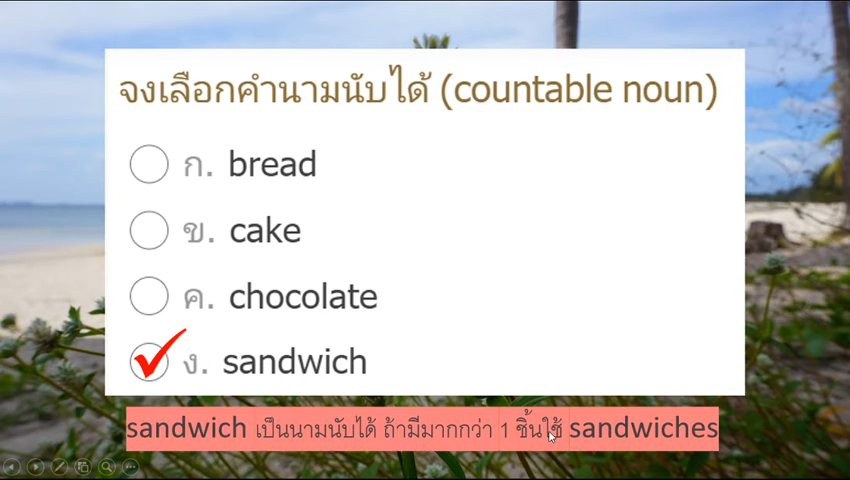 จงเลือกคำนามนับได้ (countable noun)
ก. bread
ข. cake
ค. chocolate
ง. sandwich
sandwich เป็นนามนับได้ ถ้ามีมากกว่า 1 ชิ้นใช้ sandwiches